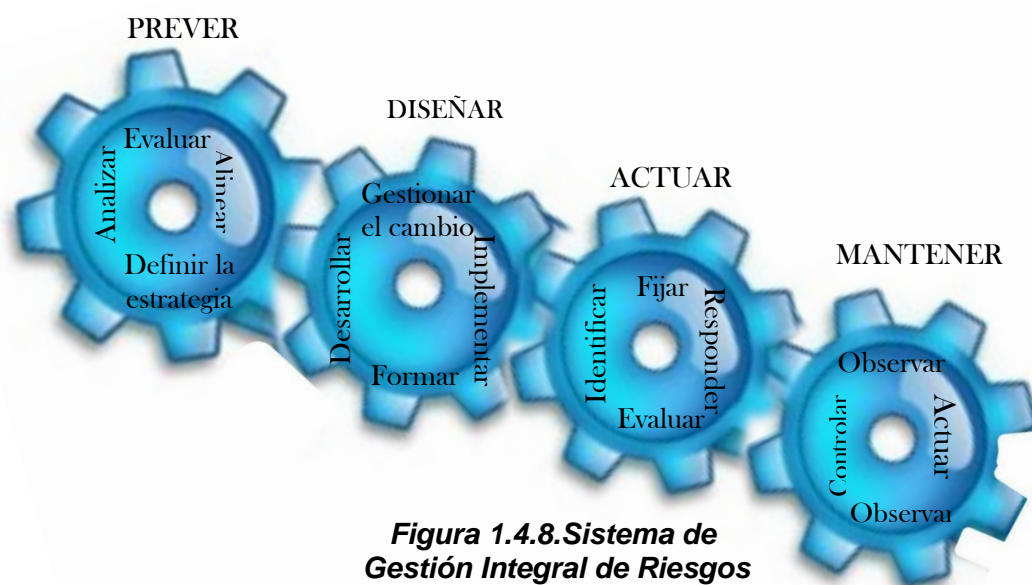 PREVER
Evaluar
Analizar
Alinear
Definir la
estrategia
DISEÑAR
Gestionar
el cambio
Desarrollar
Implementar
Formar
ACTUAR
Fijar
Identificar
Responder
Evaluar
MANTENER
Observar
Controlar
Actuar
Observar
Figura 1.4.8.Sistema de
Gestión Integral de Riesgos